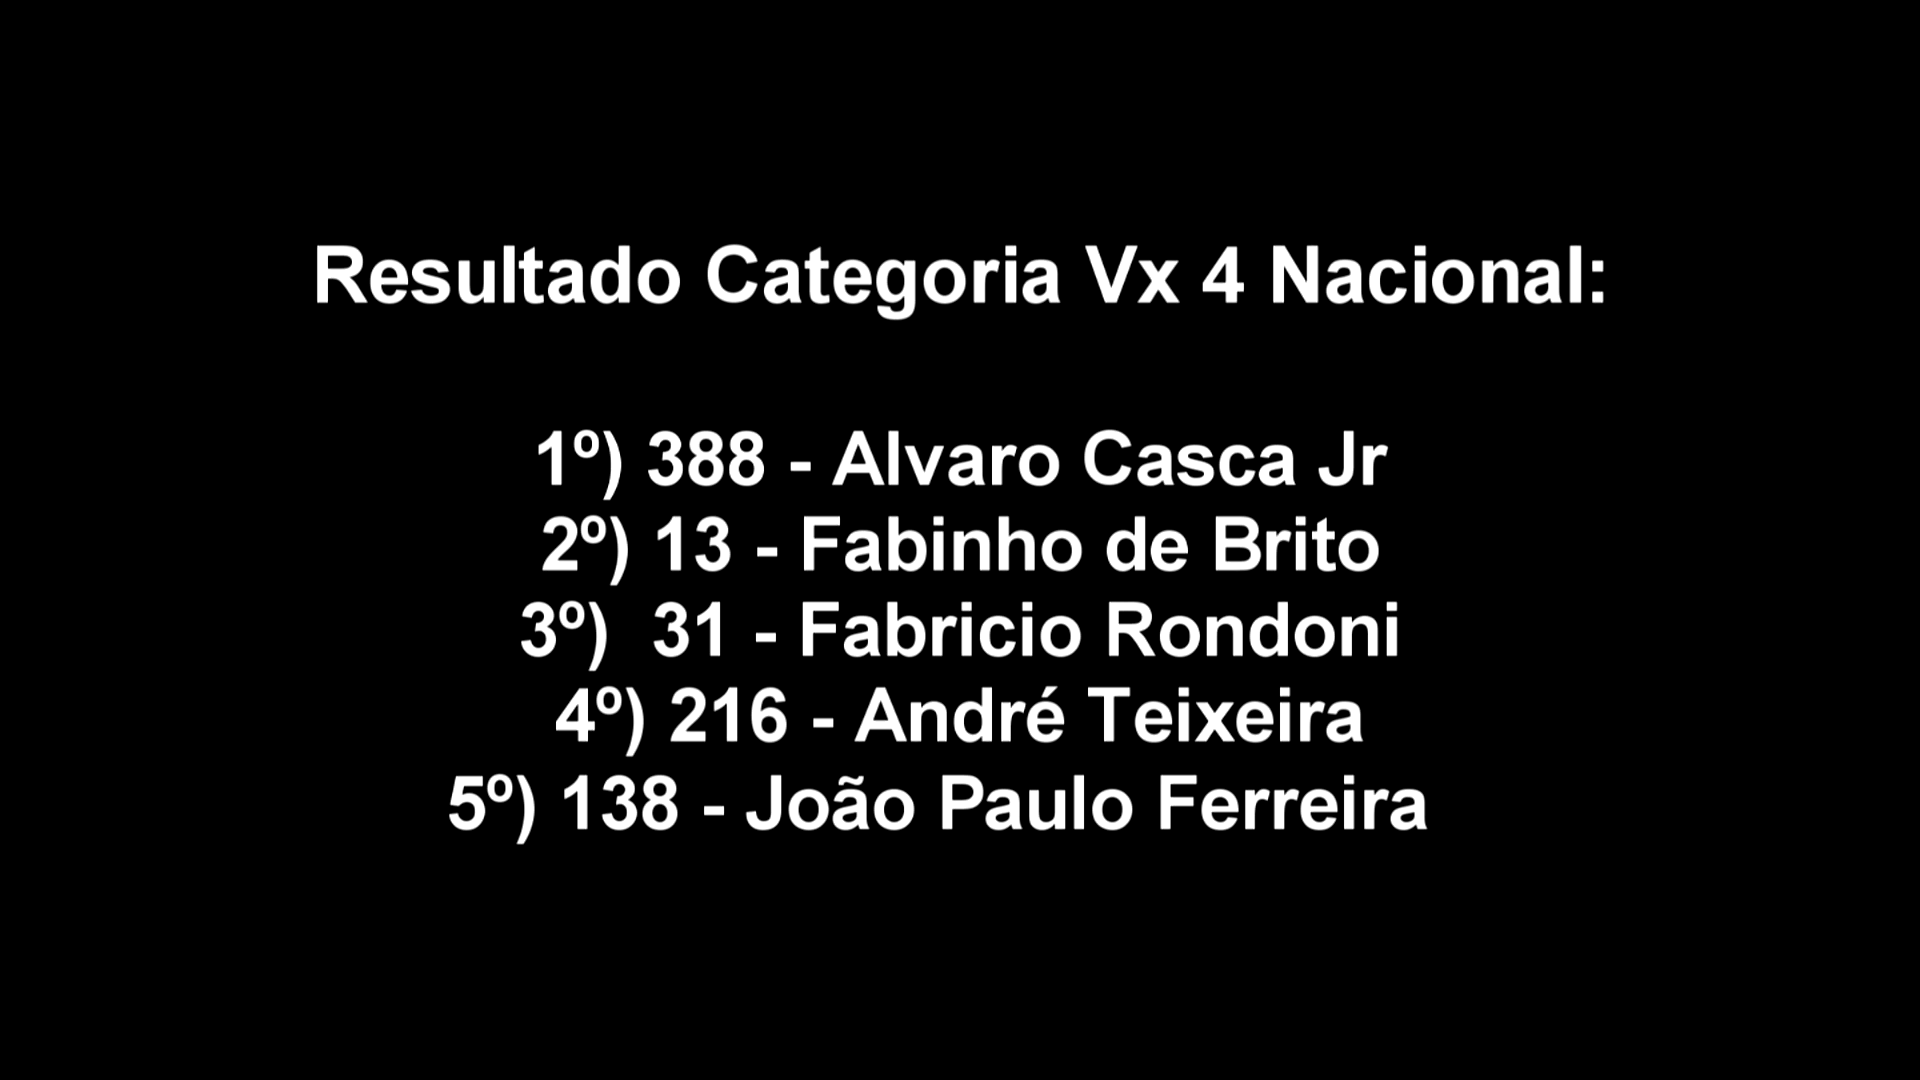 Resultado Categoria Vx 4 Nacional:
1º) 388 - Alvaro Casca Jr
2º) 13 - Fabinho de Brito
3º)  31 - Fabricio Rondoni
4º) 216 - André Teixeira
5º) 138 - João Paulo Ferreira